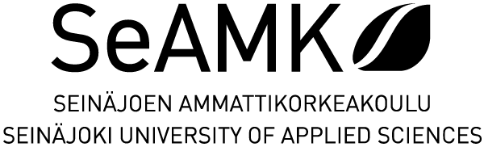 SeAMK
SEINÄJOEN AMMATTIKORKEAKOULU
SEINÄJOKI UNIVERSITY OF APPLIED SCIENCES